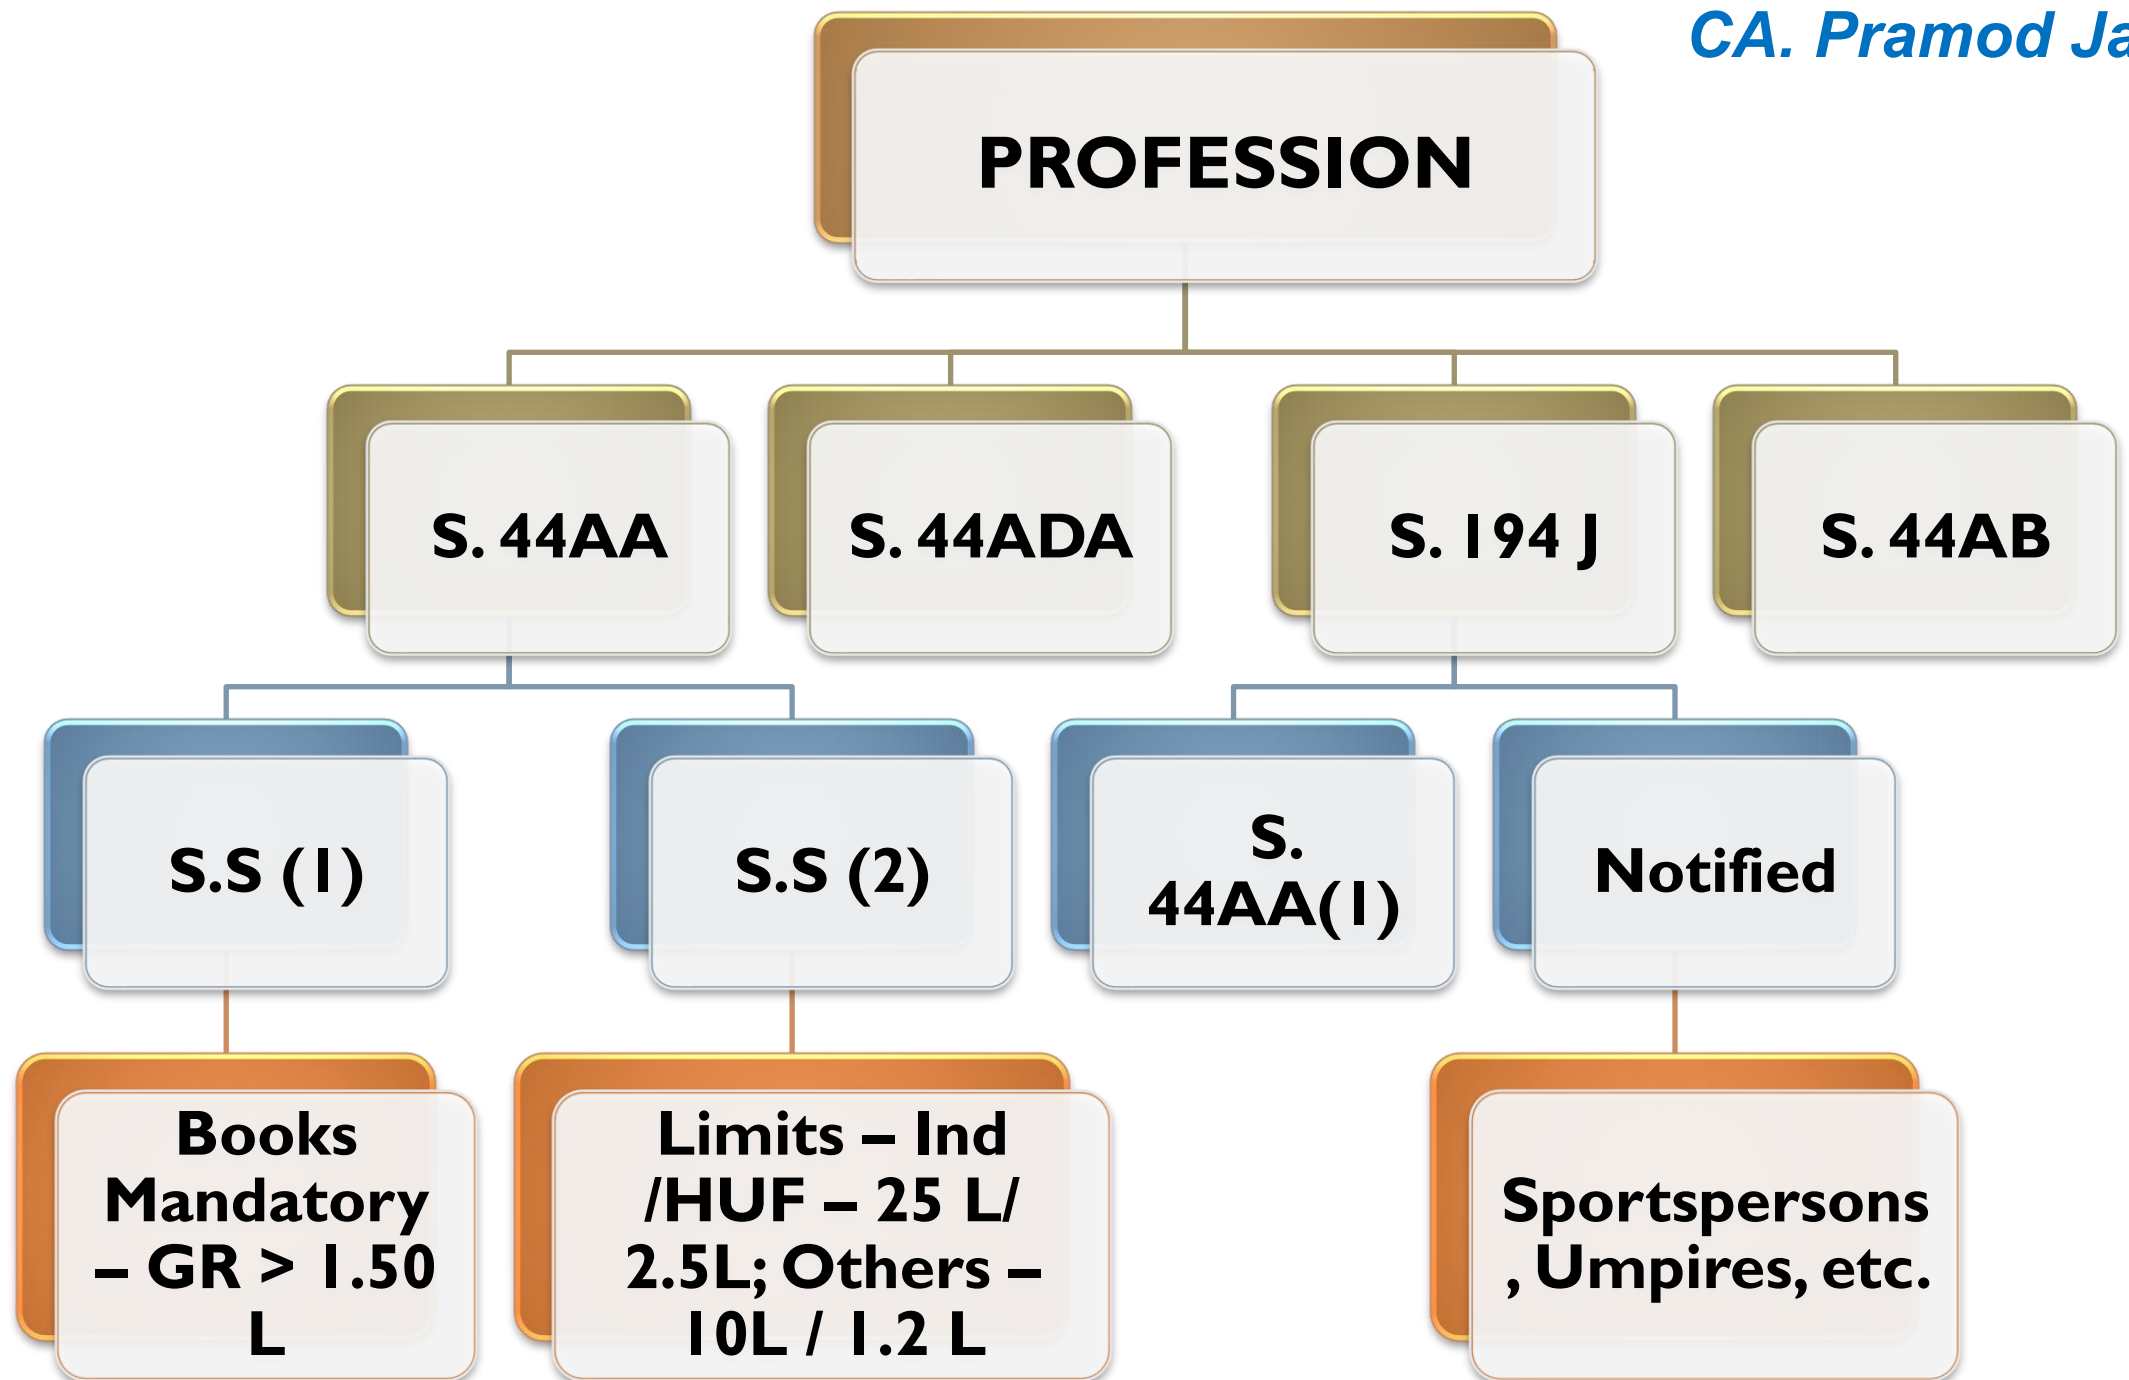 CA. Pramod Ja
PROFESSION
S. 44AA
S. 44ADA
S. 194 J
S. 44AB
S.S (1)
S.S (2)
S.
44AA(1)
Notified
Books
Mandatory
– GR > 1.50
L
Limits – Ind
/HUF – 25 L/
2.5L; Others –
10L / 1.2 L
Sportspersons
, Umpires, etc.